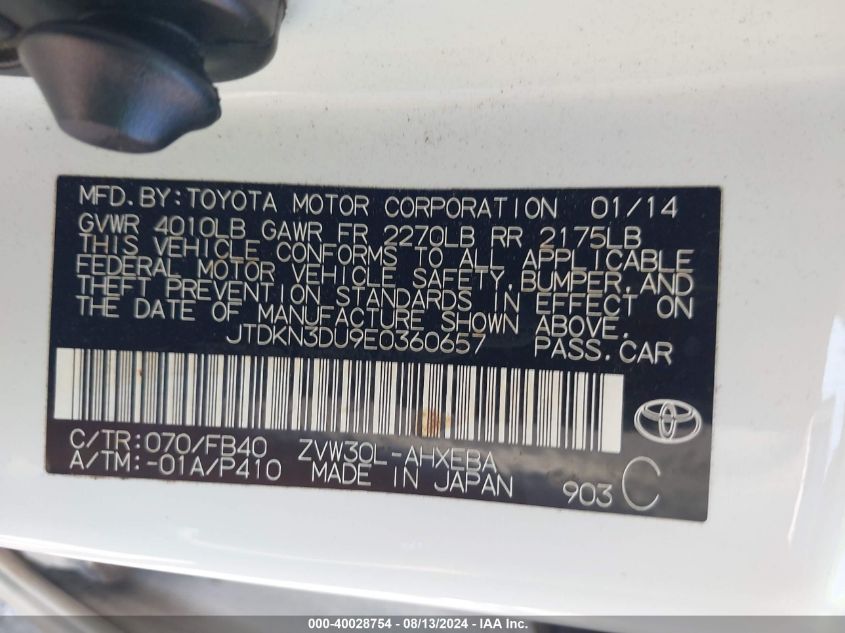 MFD.BY:TOYOTA MOTOR CORPORATION 01/14
GVWR 4010LB GAWR FR 2270LB RR 2175LB
THIS VEHICLE CONFORMS TO ALL APPLICABLE
FEDERAL MOTOR VEHICLE SAFETY,BUMPER,AND
THEFT PREVENTION STANDARDS IN EFFECT ON
THE DATE OF MANUFACTURE SHOWN ABOVE.
JTDKN3DU9E0360657 PASS.CAR
C/TR:070/FB40 ZVW30L-AHXEBA
A/TM:-01A/P410 MADE IN JAPAN 903 C
000-40028754 - 08/13/2024 - IAA Inc.